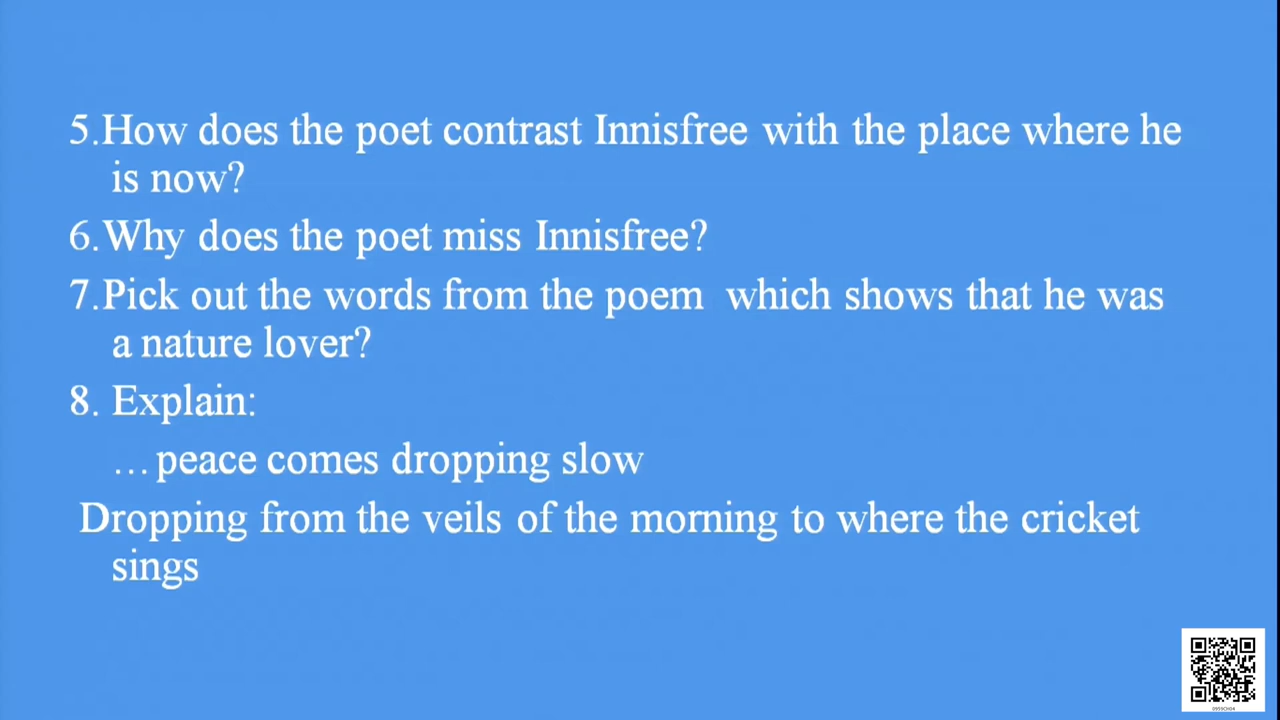 5.How does the poet contrast Innisfree with the place where he
is now?
6.Why does the poet miss Innisfree?
7.Pick out the words from the poem which shows that he was
a nature lover?
8. Explain:
...peace comes dropping slow
Dropping from the veils of the morning to where the cricket
sings